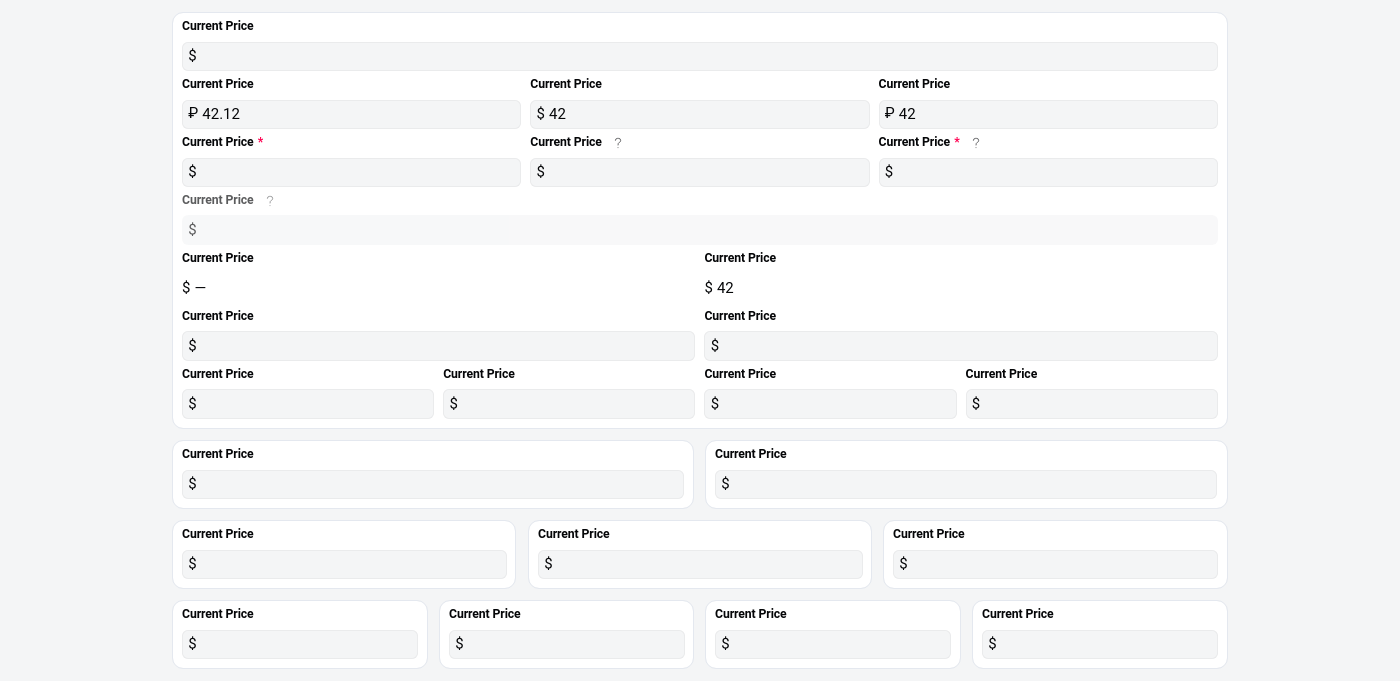 Current Price
$
Current Price Current Price Current Price
₽ 42.12 $ 42 ₽ 42
Current Price * Current Price ? Current Price * ?
$ $ $
Current Price ?
$
Current Price Current Price
$ — $ 42
Current Price Current Price
$ $
Current Price Current Price Current Price Current Price
$ $ $ $
Current Price Current Price
$ $
Current Price Current Price Current Price
$ $ $
Current Price Current Price Current Price Current Price
$ $ $ $